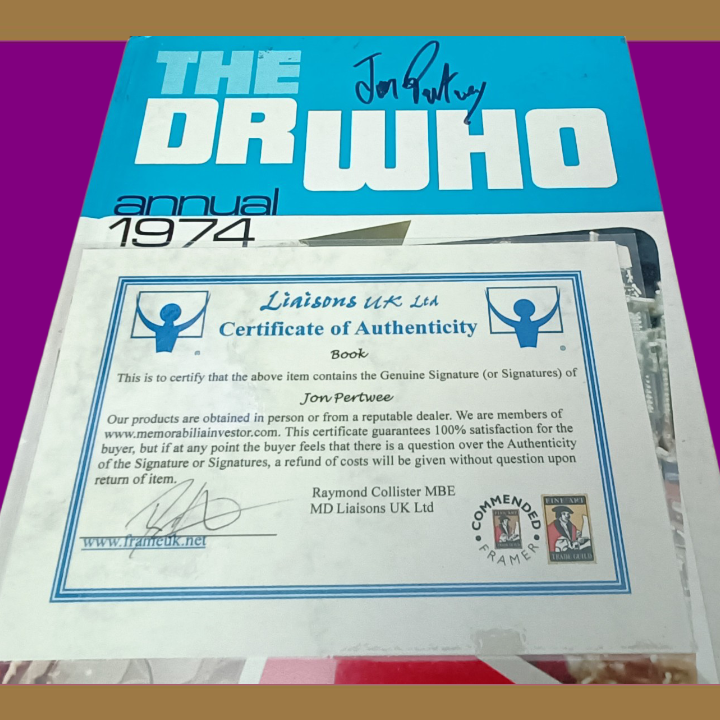 THE
Jon Pertwee
DR WHO
annual
1974
Liaisons UK Ltd
Certificate of Authenticity
Book
This is to certify that the above item contains the Genuine Signature (or Signatures) of
Jon Pertwee
Our products are obtained in person or from a reputable dealer. We are members of
www.memorabiliainvestor.com. This certificate guarantees 100% satisfaction for the
buyer, but if at any point the buyer feels that there is a question over the Authenticity
of the Signature or Signatures, a refund of costs will be given without question upon
return of item.
Raymond Collister MBE
MD Liaisons UK Ltd
www.frameuk.net
COMMENDED
FINE ART
TRADE GUILD
FRAMER
FINE ART
TRADE GUILD